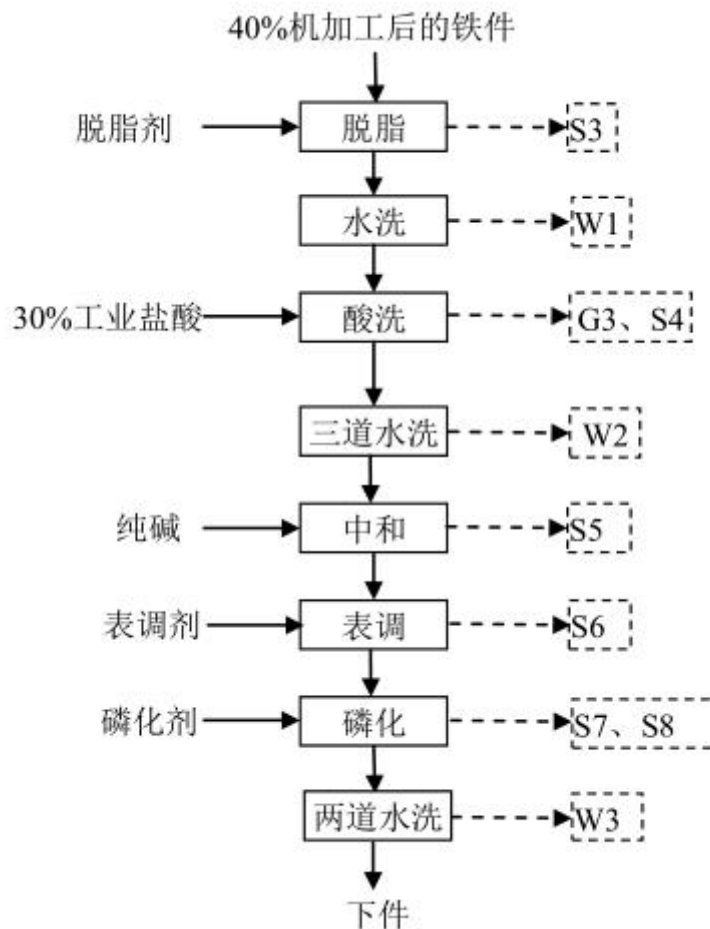 40%机加工后的铁件
脱脂剂
脱脂
S3
水洗
W1
30%工业盐酸
酸洗
G3、S4
三道水洗
W2
纯碱
中和
S5
表调剂
表调
S6
磷化剂
磷化
S7、S8
两道水洗
W3
下件